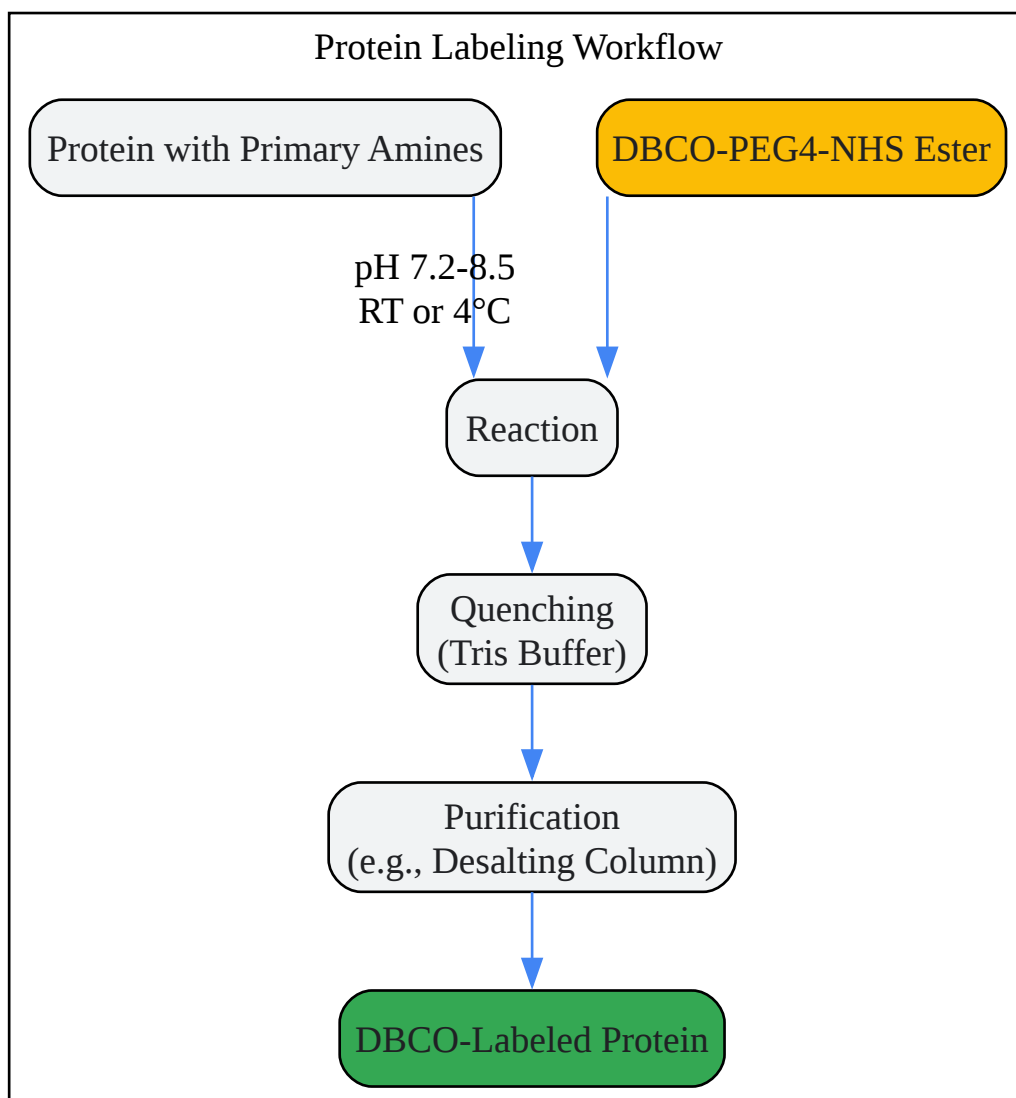 Protein Labeling Workflow
Protein with Primary Amines
DBCO-PEG4-NHS Ester
pH 7.2-8.5
RT or 4°C
Reaction
Quenching
(Tris Buffer)
Purification
(e.g., Desalting Column)
DBCO-Labeled Protein